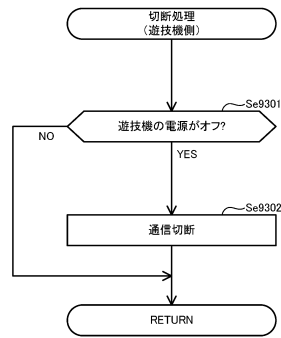 切断処理
（遊技機側）
Se9301
遊技機の電源がオフ?
NO
YES
Se9302
通信切断
RETURN